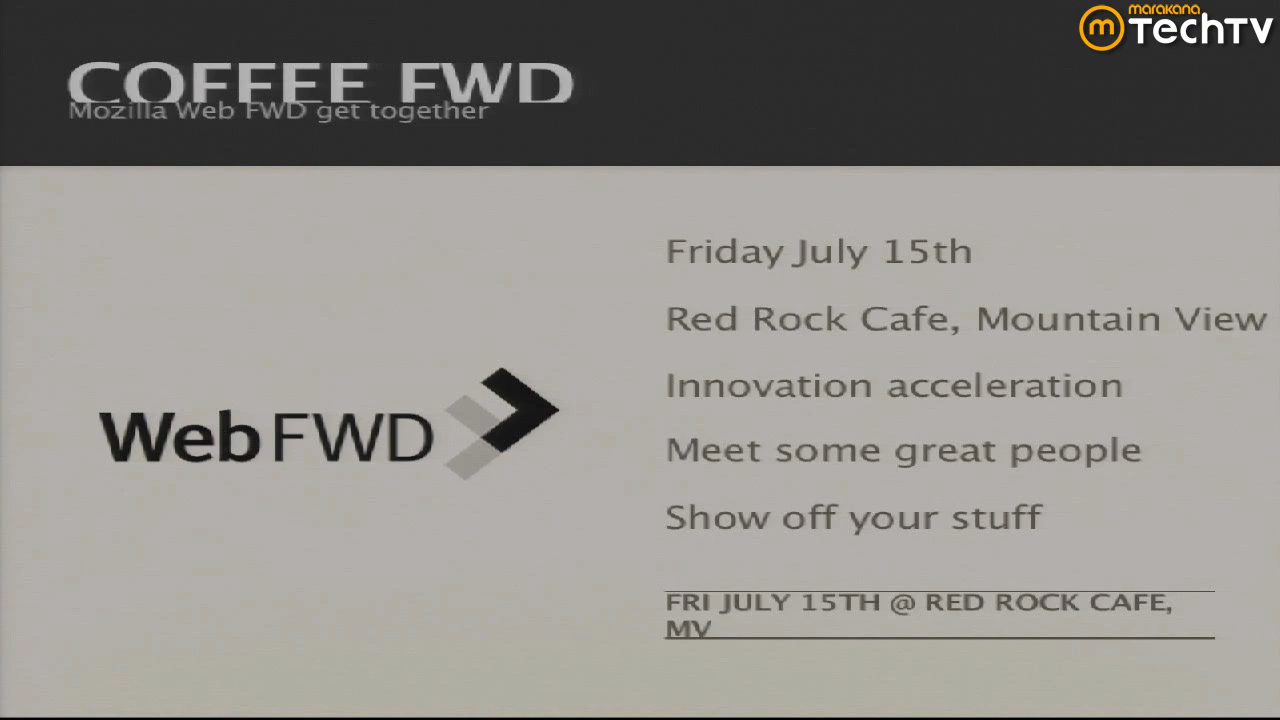 marakana
m TechTV
COFFEE FWD
Mozilla Web FWD get together
Friday July 15th
Red Rock Cafe, Mountain View
Innovation acceleration
Meet some great people
Show off your stuff
Web FWD
FRI JULY 15TH @ RED ROCK CAFE,
MV